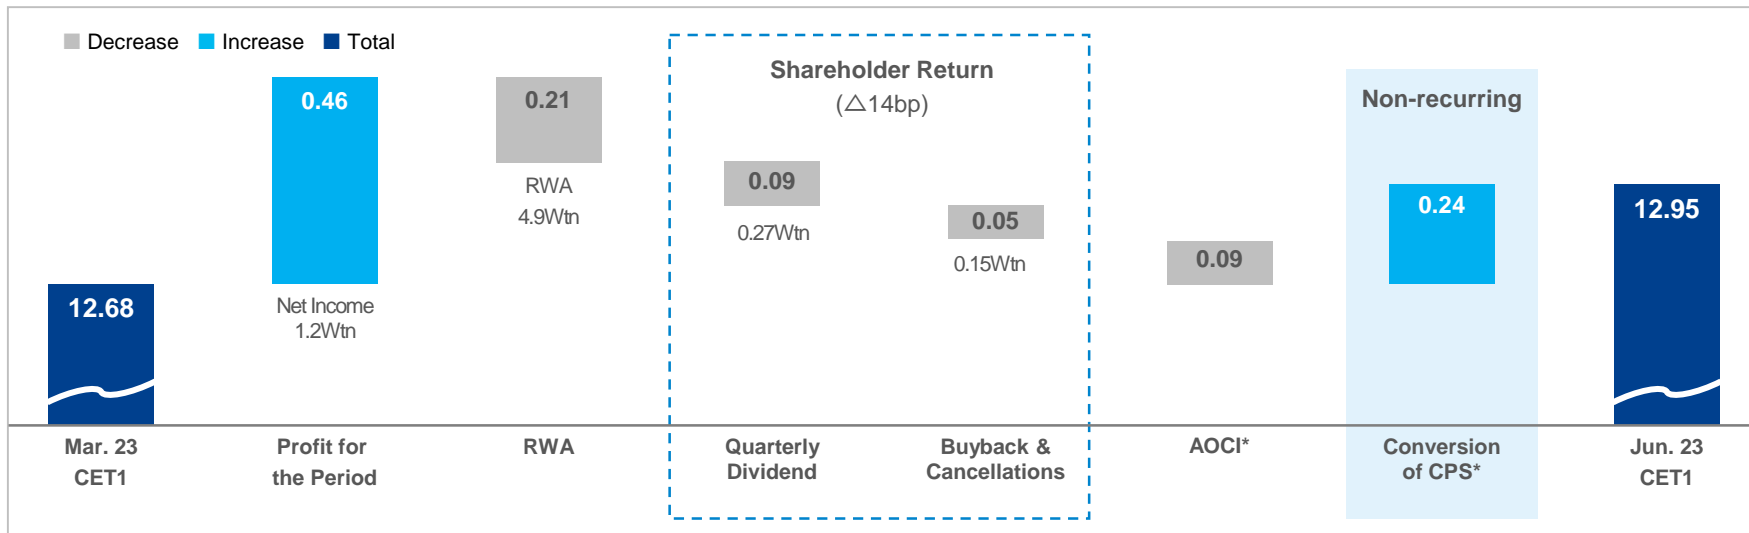 Decrease Increase Total
Shareholder Return
(△14bp)
Non-recurring
12.68
0.46
Net Income
1.2Wtn
0.21
RWA
4.9Wtn
0.09
0.27Wtn
0.05
0.15Wtn
0.09
0.24
12.95
Mar. 23
CET1
Profit for
the Period
RWA
Quarterly
Dividend
Buyback &
Cancellations
AOCI*
Conversion
of CPS*
Jun. 23
CET1